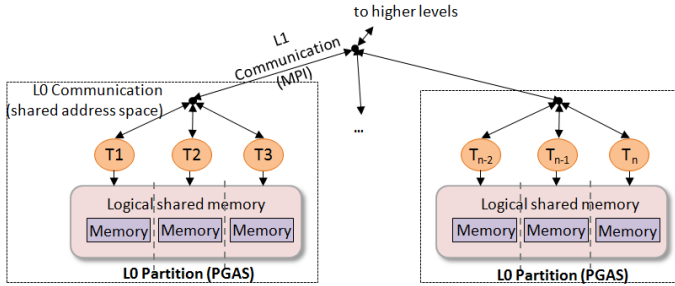 to higher levels
L1
Communication
(MPI)
L0 Communication
(shared address space)
...
T1 T2 T3
Tn-2 Tn-1 Tn
Logical shared memory
Memory Memory Memory
L0 Partition (PGAS)
Logical shared memory
Memory Memory Memory
L0 Partition (PGAS)